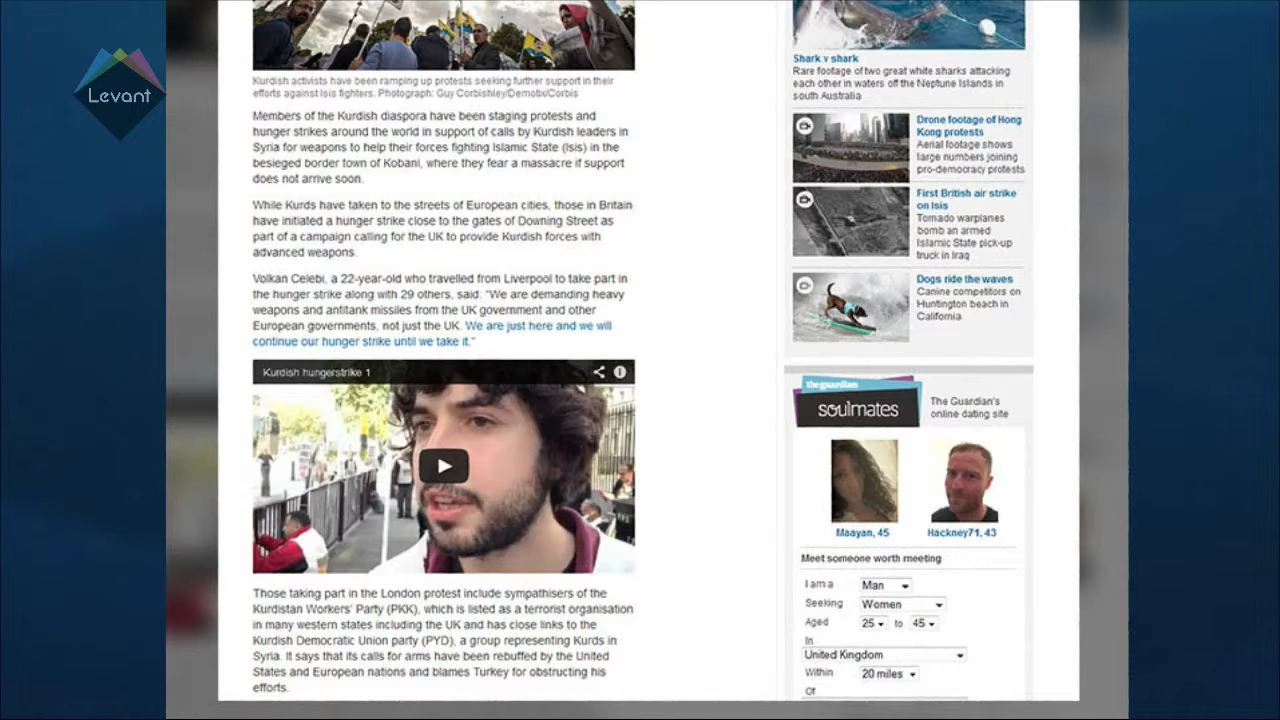 Levant
Kurdish activists have been ramping up protests seeking further support in their
efforts against Isis fighters. Photograph: Guy Corbishley/Demotix/Corbis
Members of the Kurdish diaspora have been staging protests and
hunger strikes around the world in support of calls by Kurdish leaders in
Syria for weapons to help their forces fighting Islamic State (Isis) in the
besieged border town of Kobani, where they fear a massacre if support
does not arrive soon.
While Kurds have taken to the streets of European cities, those in Britain
have initiated a hunger strike close to the gates of Downing Street as
part of a campaign calling for the UK to provide Kurdish forces with
advanced weapons.
Volkan Celebi, a 22-year-old who travelled from Liverpool to take part in
the hunger strike along with 29 others, said: "We are demanding heavy
weapons and antitank missiles from the UK government and other
European governments, not just the UK. We are just here and we will
continue our hunger strike until we take it."
Kurdish hungerstrike 1
Those taking part in the London protest include sympathisers of the
Kurdistan Workers' Party (PKK), which is listed as a terrorist organisation
in many western states including the UK and has close links to the
Kurdish Democratic Union party (PYD), a group representing Kurds in
Syria. It says that its calls for arms have been rebuffed by the United
States and European nations and blames Turkey for obstructing his
efforts.
Shark v shark
Rare footage of two great white sharks attacking
each other in waters off the Neptune Islands in
south Australia
Drone footage of Hong
Kong protests
Aerial footage shows
large numbers joining
pro-democracy protests
First British air strike
on Isis
Tornado warplanes
bomb an armed
Islamic State pick-up
truck in Iraq
Dogs ride the waves
Canine competitors on
Huntington beach in
California
theguardian
soulmates
The Guardian's
online dating site
Maayan, 45
Hackney71, 43
Meet someone worth meeting
I am a Man
Seeking Women
Aged 25 to 45
In
United Kingdom
Within 20 miles
Of